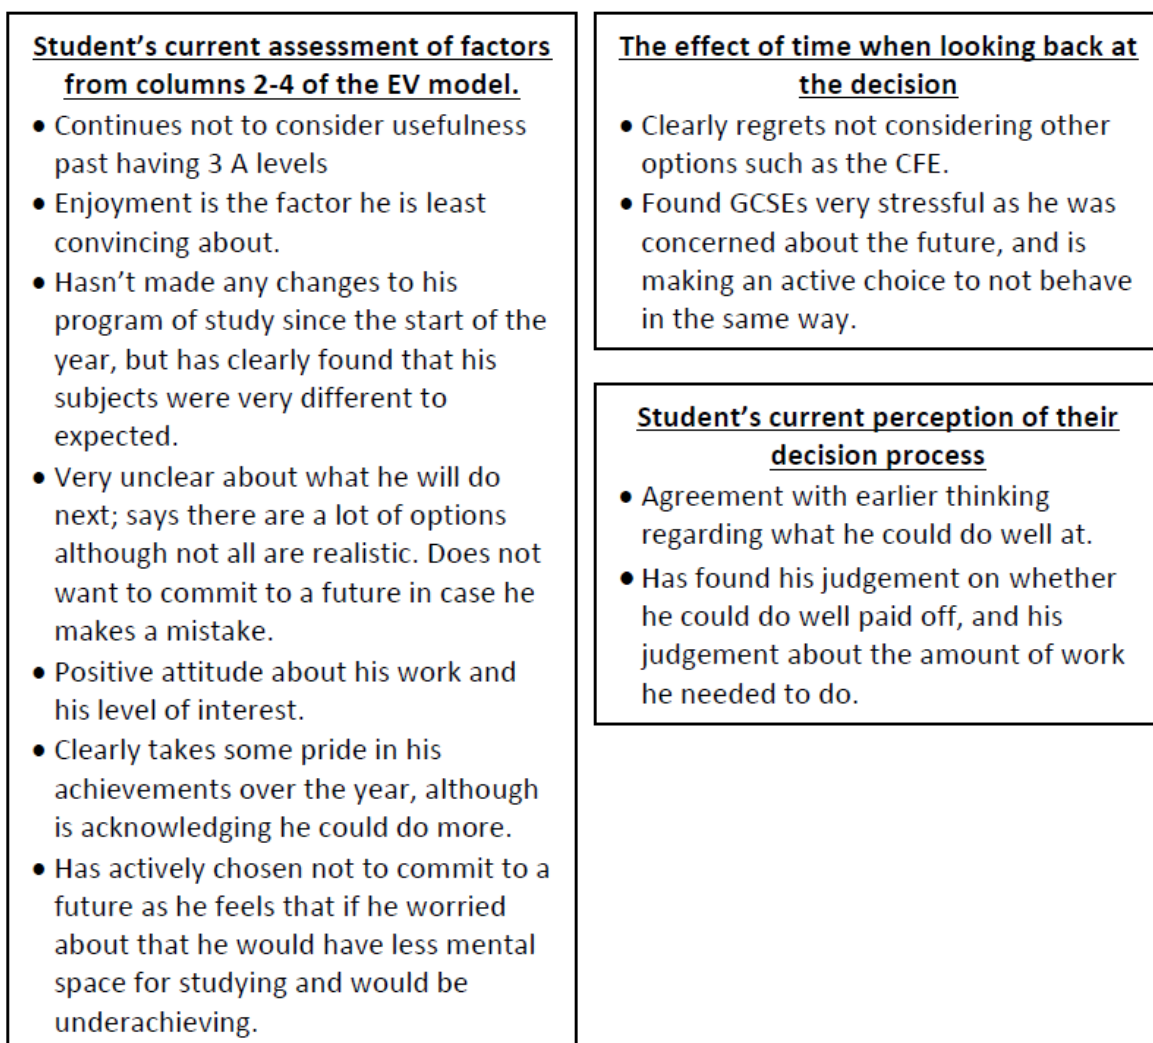 Student's current assessment of factors
from columns 2-4 of the EV model.
• Continues not to consider usefulness
past having 3 A levels
• Enjoyment is the factor he is least
convincing about.
• Hasn't made any changes to his
program of study since the start of the
year, but has clearly found that his
subjects were very different to
expected.
• Very unclear about what he will do
next; says there are a lot of options
although not all are realistic. Does not
want to commit to a future in case he
makes a mistake.
• Positive attitude about his work and
his level of interest.
• Clearly takes some pride in his
achievements over the year, although
is acknowledging he could do more.
• Has actively chosen not to commit to a
future as he feels that if he worried
about that he would have less mental
space for studying and would be
underachieving.
The effect of time when looking back at
the decision
• Clearly regrets not considering other
options such as the CFE.
• Found GCSEs very stressful as he was
concerned about the future, and is
making an active choice to not behave
in the same way.
Student's current perception of their
decision process
• Agreement with earlier thinking
regarding what he could do well at.
• Has found his judgement on whether
he could do well paid off, and his
judgement about the amount of work
he needed to do.